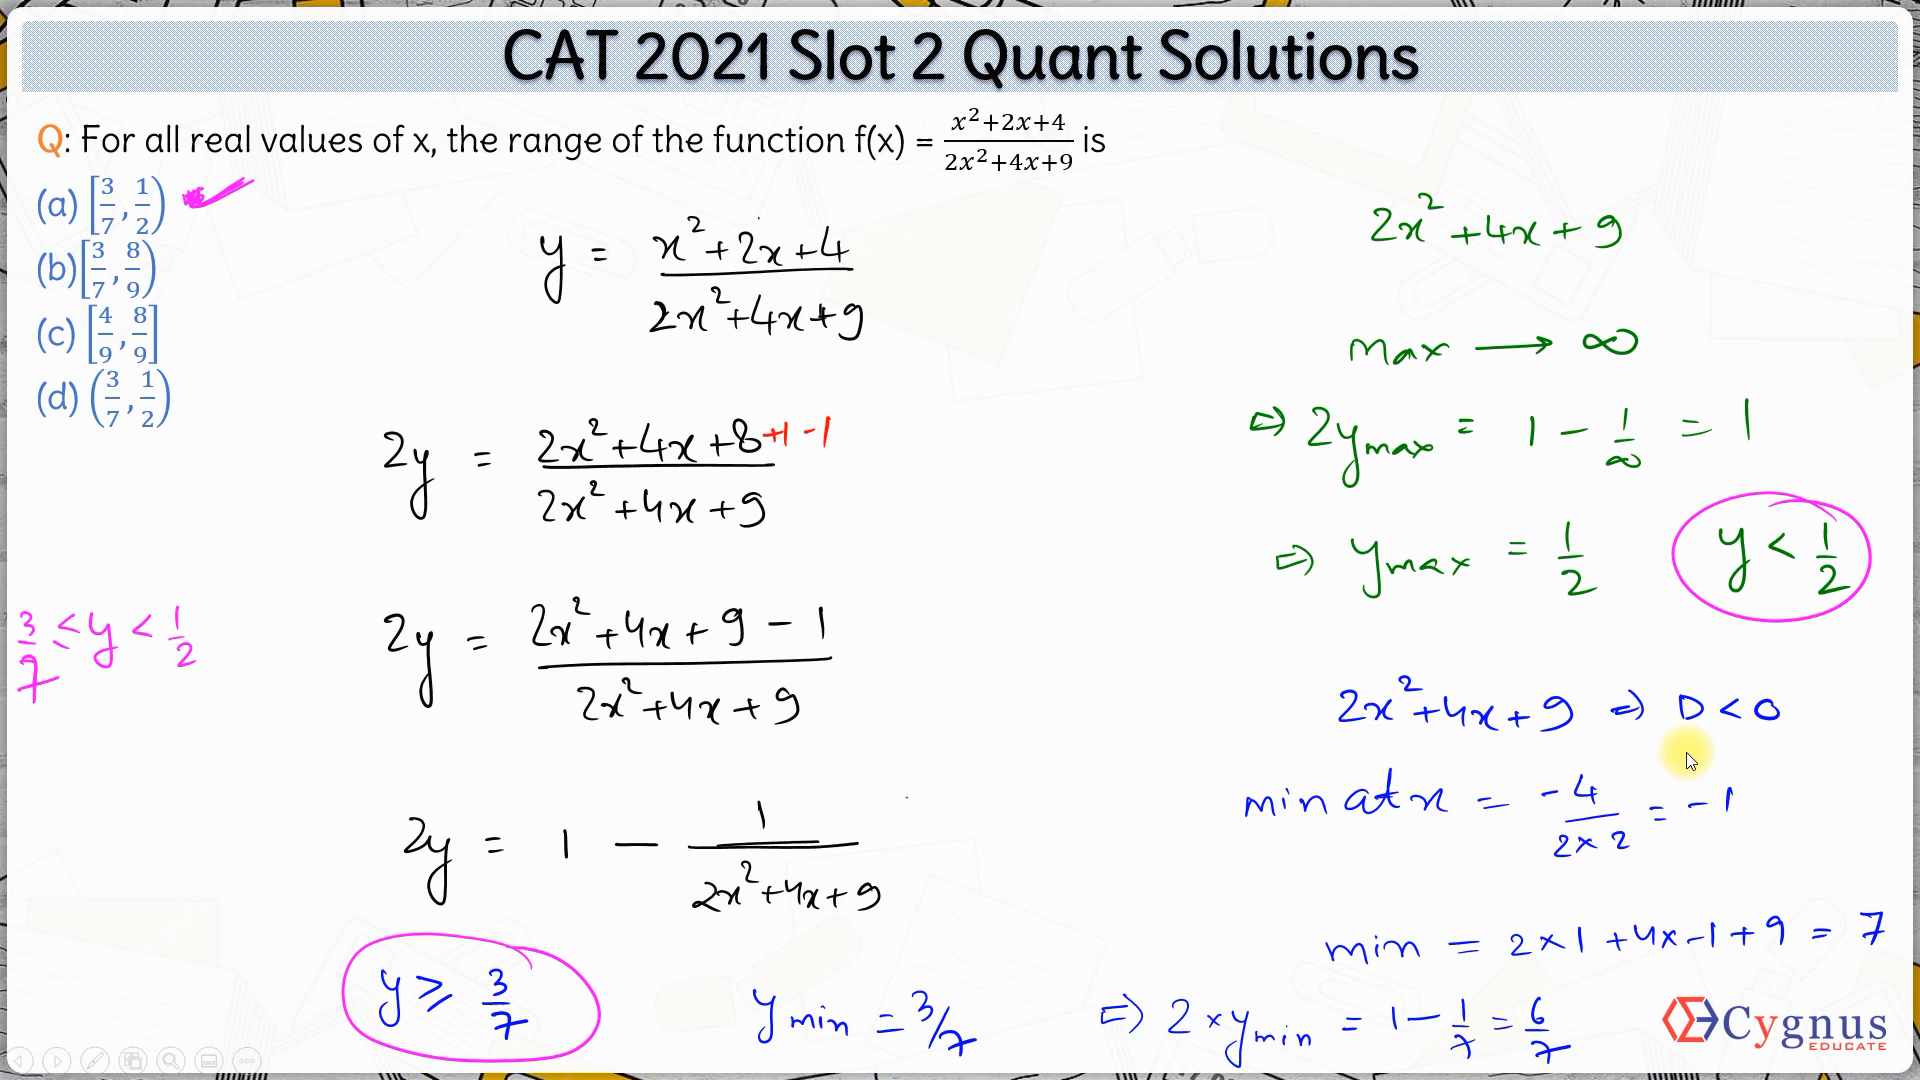 CAT 2021 Slot 2 Quant Solutions
Q: For all real values of x, the range of the function f(x) = (x²+2x+4)/(2x²+4x+9) is
(a) [3/7, 1/2)
(b) [3/7, 8/9)
(c) [4/9, 8/9]
(d) (3/7, 1/2)
y = (x²+2x+4)/(2x²+4x+9)
2y = (2x²+4x+8+1-1)/(2x²+4x+9)
2y = (2x²+4x+9-1)/(2x²+4x+9)
2y = 1 - 1/(2x²+4x+9)
y ≥ 3/7
3/7 ≤ y < 1/2
2x²+4x+9
max → ∞
⇒ 2y max = 1 - 1/∞ = 1
⇒ y max = 1/2
y < 1/2
2x²+4x+9 ⇒ D < 0
min at x = -4/(2×2) = -1
min = 2×1+4×-1+9 = 7
⇒ 2×y min = 1 - 1/7 = 6/7
y min = 3/7
Cygnus
EDUCATE